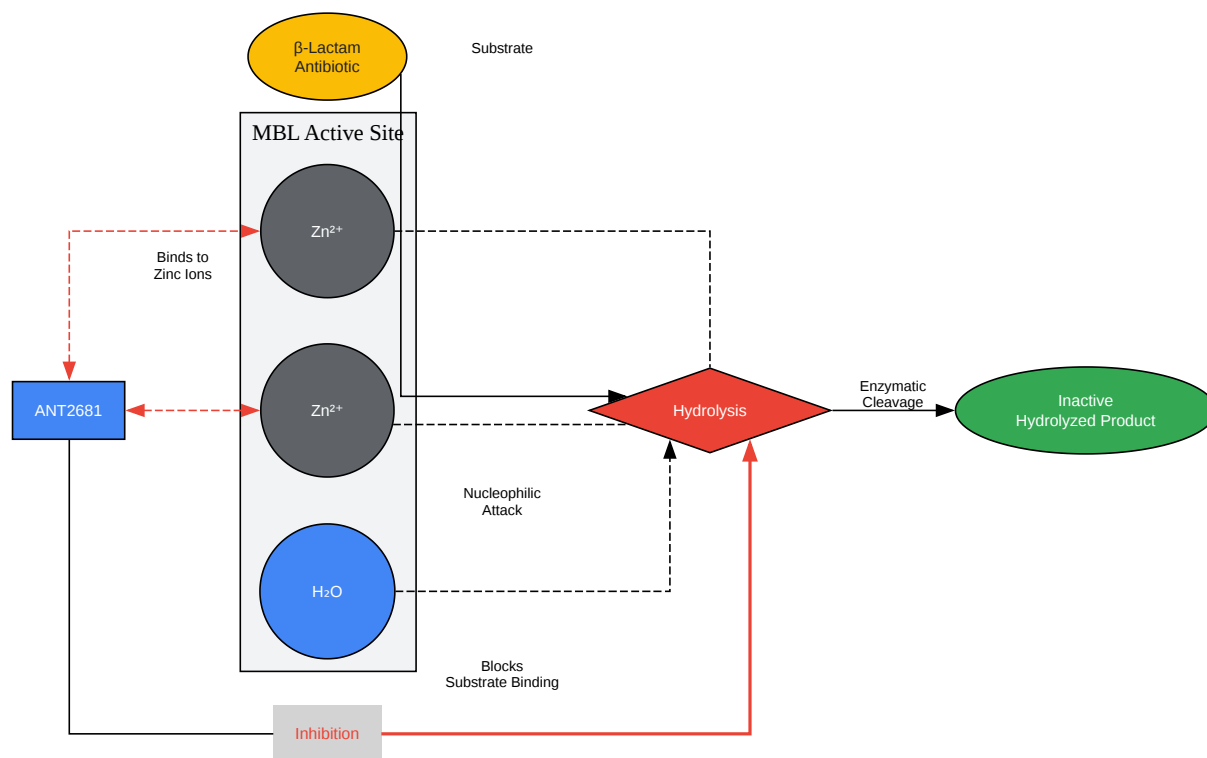 β-Lactam
Antibiotic
Substrate
MBL Active Site
Zn²⁺
Binds to
Zinc Ions
ANT2681
Zn²⁺
Hydrolysis
Enzymatic
Cleavage
Inactive
Hydrolyzed Product
Nucleophilic
Attack
H₂O
Blocks
Substrate Binding
Inhibition